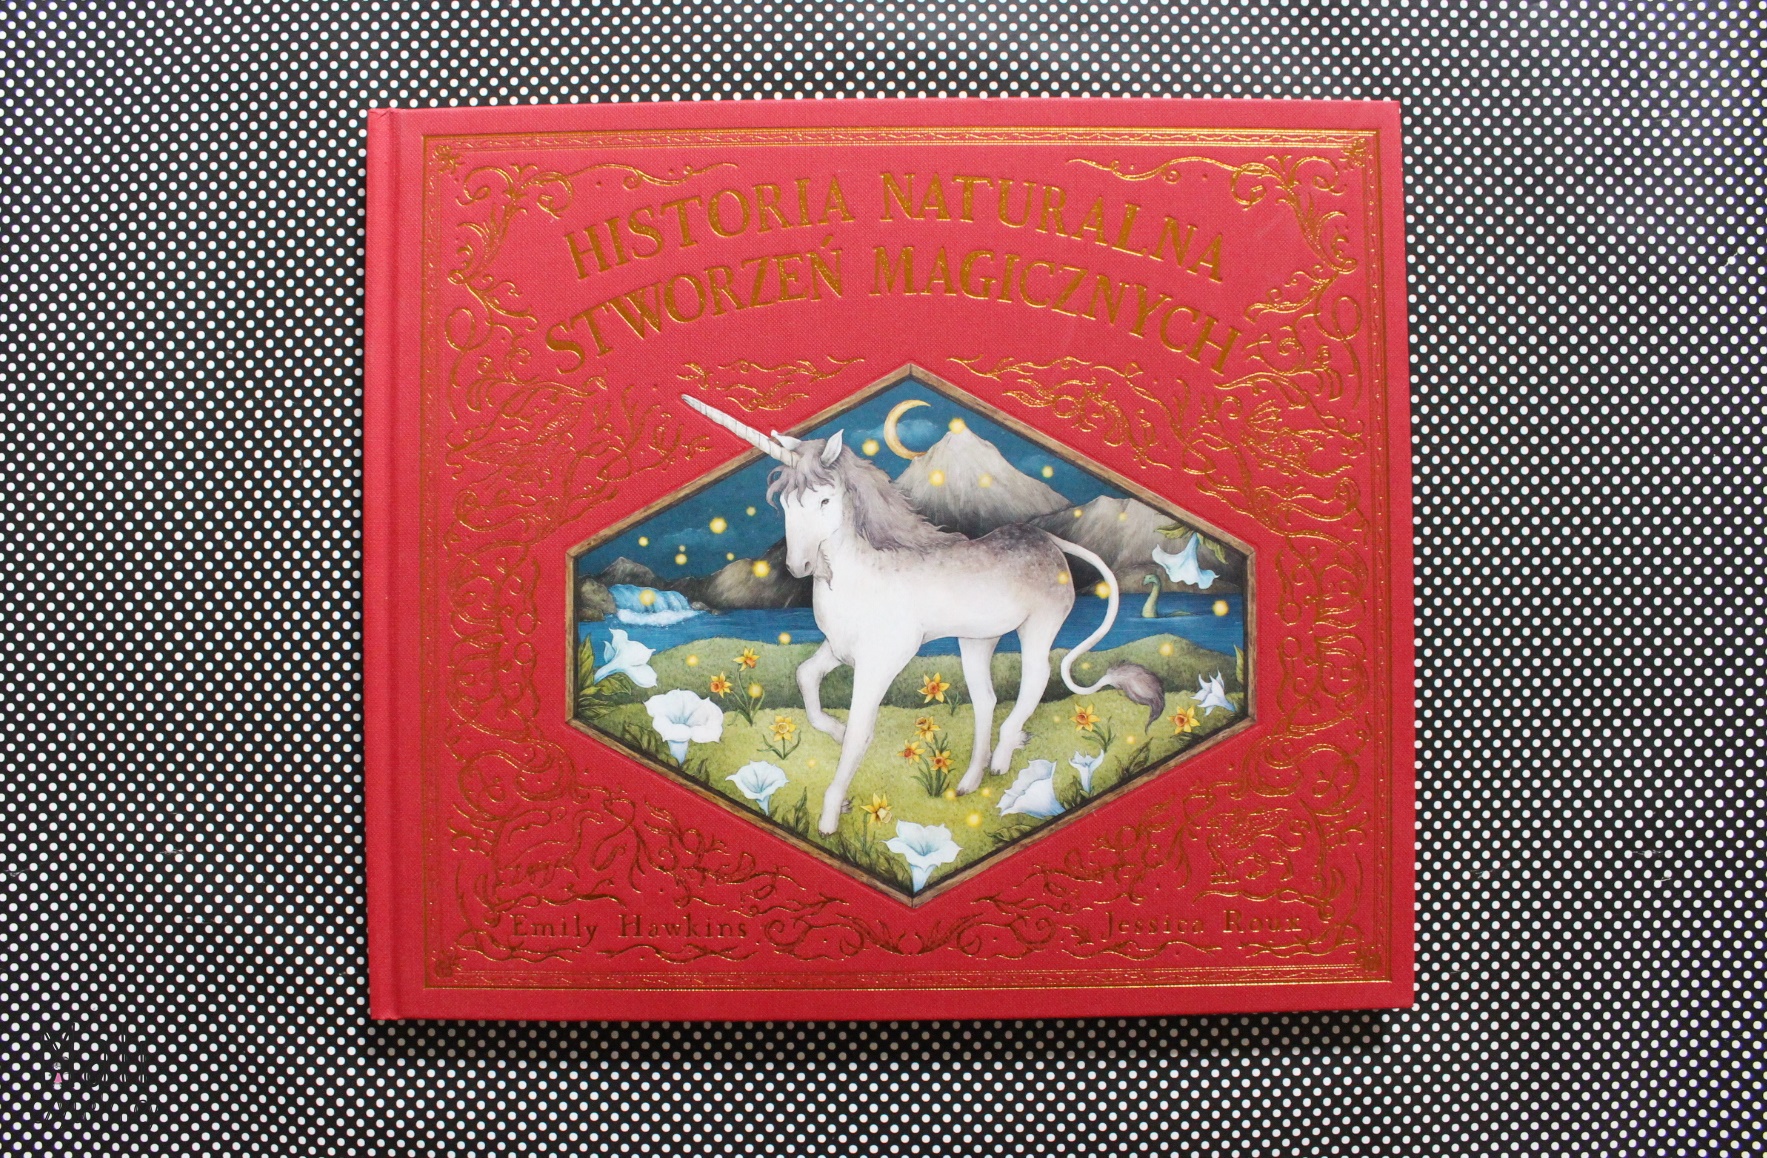 HISTORIA NATURALNA
STWORZEŃ MAGICZNYCH
Emily Hawkins
Jessica Roux